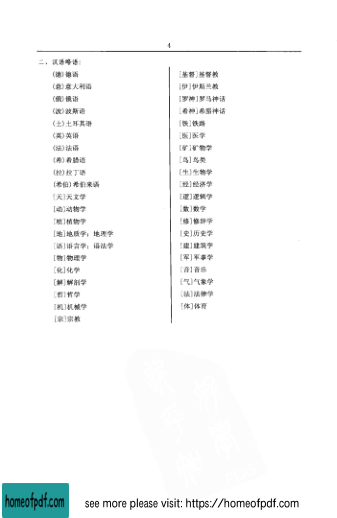 4
二、汉语略语:
(德)德语
(意)意大利语
(俄)俄语
(波)波斯语
(土)土耳其语
(英)英语
(法)法语
(希)希腊语
(拉)拉丁语
(希伯)希伯来语
[天]天文学
[动]动物学
[植]植物学
[地]地质学;地理学
[语]语言学;语法学
[物]物理学
[化]化学
[解]解剖学
[哲]哲学
[机]机械学
[宗]宗教
[基督]基督教
[伊]伊斯兰教
[罗神]罗马神话
[希神]希腊神话
[铁]铁路
[医]医学
[矿]矿物学
[鸟]鸟类
[生]生物学
[经]经济学
[逻]逻辑学
[数]数学
[修]修辞学
[史]历史学
[建]建筑学
[军]军事学
[音]音乐
[气]气象学
[法]法律学
[体]体育
homeofpdf.com
see more please visit: https://homeofpdf.com